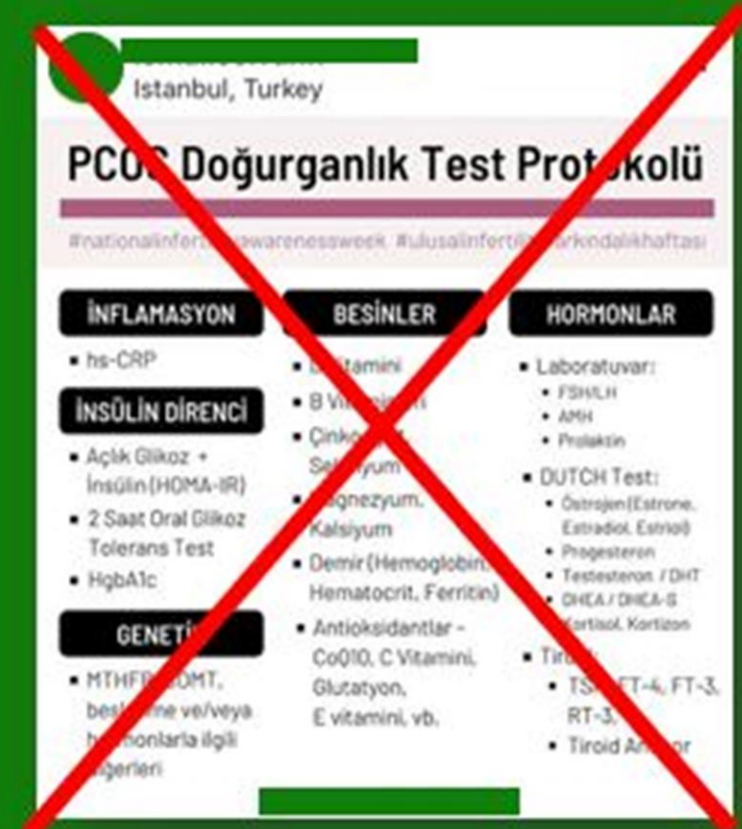 Istanbul, Turkey
PCOS Doğurganlık Test Protokolü
#nationalinfertilityawarenessweek #ulusalinfertilitefarkındalıkhaftası
İNFLAMASYON
▪ hs-CRP
İNSÜLİN DİRENCİ
▪ Açlık Glikoz +
İnsülin (HOMA-IR)
▪ 2 Saat Oral Glikoz
Tolerans Test
▪ HgbA1c
GENETİK
▪ MTHFR, COMT,
beslenme ve/veya
hormonlarla ilgili
diğerleri
BESİNLER
▪ D Vitamini
▪ B Vitaminleri
▪ Çinko,
Selenyum
▪ Magnezyum,
Kalsiyum
▪ Demir (Hemoglobin,
Hematocrit, Ferritin)
▪ Antioksidantlar -
CoQ10, C Vitamini,
Glutatyon,
E vitamini, vb.
HORMONLAR
▪ Laboratuvar:
• FSH/LH
• AMH
• Prolaktin
▪ DUTCH Test:
• Östrojen (Estrone,
Estradiol, Estriol)
• Progesteron
• Testesteron / DHT
• DHEA / DHEA-S
• Kortisol, Kortizon
▪ Tiroid:
• TSH, FT-4, FT-3,
RT-3,
• Tiroid